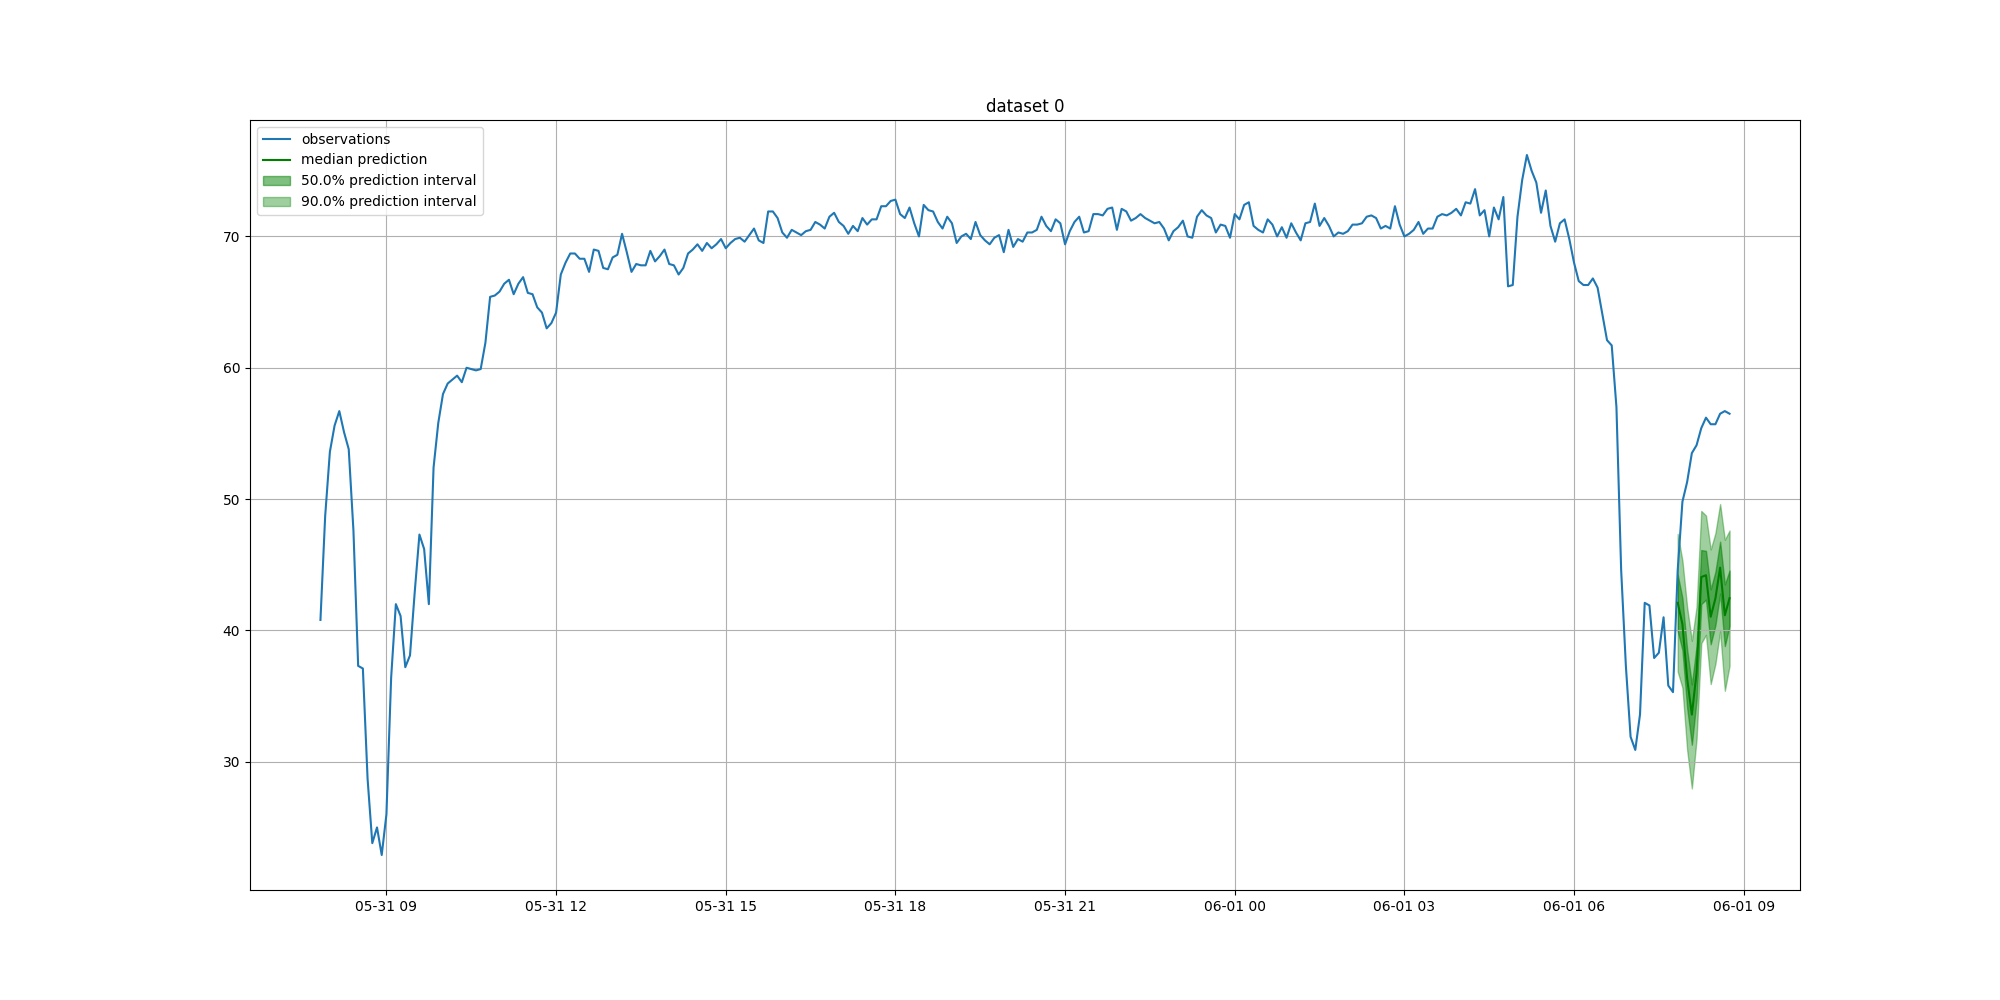 dataset 0
observations
median prediction
50.0% prediction interval
90.0% prediction interval
70
60
50
40
30
05-31 09
05-31 12
05-31 15
05-31 18
05-31 21
06-01 00
06-01 03
06-01 06
06-01 09